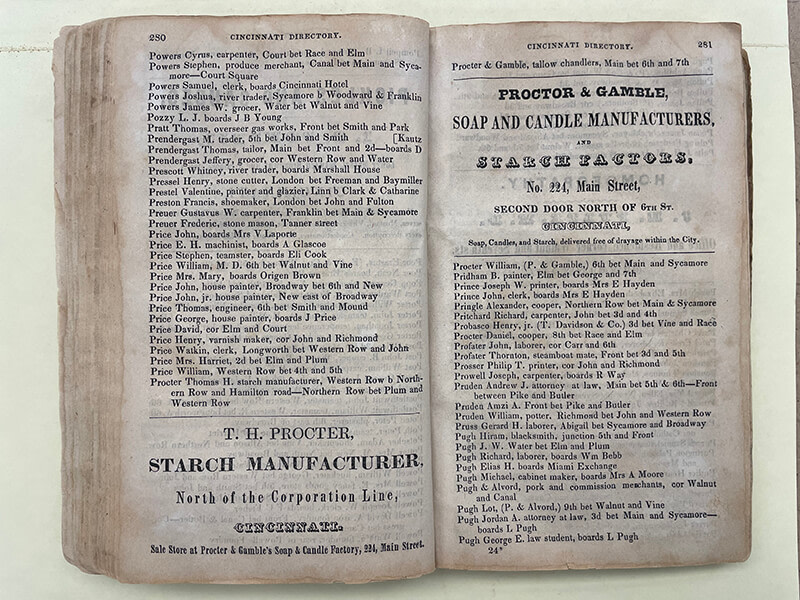 280 CINCINNATI DIRECTORY.
Powers Cyrus, carpenter, Court bet Race and Elm
Powers Stephen, produce merchant, Canal bet Main and Syca-
more—Court Square
Powers Samuel, clerk, boards Cincinnati Hotel
Powers Joshua, river trader, Sycamore b Woodward & Franklin
Powers James W. grocer, Water bet Walnut and Vine
Pozzy L. J. boards J B Young
Pratt Thomas, overseer gas works, Front bet Smith and Park
Prendergast M. trader, 5th bet John and Smith [Kautz
Prendergast Thomas, tailor, Main bet Front and 2d—boards D
Prendergast Jeffery, grocer, cor Western Row and Water
Prescott Whitney, river trader, boards Marshall House
Pressel Henry, stone cutter, London bet Freeman and Baymiller
Prestel Valentine, painter and glazier, Linn b Clark & Catharine
Preston Francis, shoemaker, London bet John and Fulton
Preuer Gustavus W. carpenter, Franklin bet Main & Sycamore
Preuer Frederic, stone mason, Tanner street
Price John, boards Mrs V Laporte
Price E. H. machinist, boards A Glascoe
Price Stephen, teamster, boards Eli Cook
Price William, M. D. 6th bet Walnut and Vine
Price Mrs. Mary, boards Origen Brown
Price John, house painter, Broadway bet 6th and New
Price John, jr. house painter, New east of Broadway
Price Thomas, engineer, 6th bet Smith and Mound
Price George, house painter, boards J Price
Price David, cor Elm and Court
Price Henry, varnish maker, cor John and Richmond
Price Watkin, clerk, Longworth bet Western Row and John
Price Mrs. Harriet, 2d bet Elm and Plum
Price William, Western Row bet 4th and 5th
Procter Thomas H. starch manufacturer, Western Row b North-
ern Row and Hamilton road—Northern Row bet Plum and
Western Row
T. H. PROCTER,
STARCH MANUFACTURER,
North of the Corporation Line,
CINCINNATI.
Sale Store at Procter & Gamble's Soap & Candle Factory, 224, Main Street.
CINCINNATI DIRECTORY. 281
Procter & Gamble, tallow chandlers, Main bet 6th and 7th
PROCTOR & GAMBLE,
SOAP AND CANDLE MANUFACTURERS,
AND
STARCH FACTORS,
No. 224, Main Street,
SECOND DOOR NORTH OF 6TH ST.
CINCINNATI,
Soap, Candles, and Starch, delivered free of drayage within the City.
Procter William, (P. & Gamble,) 6th bet Main and Sycamore
Pridham B. painter, Elm bet George and 7th
Prince Joseph W. printer, boards Mrs E Hayden
Prince John, clerk, boards Mrs E Hayden
Pringle Alexander, cooper, Northern Row bet Main & Sycamore
Pritchard Richard, carpenter, John bet 3d and 4th
Probasco Henry, jr. (T. Davidson & Co.) 3d bet Vine and Race
Procter Daniel, cooper, 8th bet Race and Elm
Profater John, laborer, cor Carr and 6th
Profater Thornton, steamboat mate, Front bet 3d and 5th
Prosser Philip T. printer, cor John and Richmond
Prowell Joseph, carpenter, boards R Way
Pruden Andrew J. attorney at law, Main bet 5th & 6th—Front
between Pike and Butler
Pruden Amzi A. Front bet Pike and Butler
Pruden William, potter, Richmond bet John and Western Row
Pruss Gerard H. laborer, Abigail bet Sycamore and Broadway
Pugh Hiram, blacksmith, junction 5th and Front
Pugh J. W. Water bet Elm and Plum
Pugh Richard, laborer, boards Wm Bebb
Pugh Elias H. boards Miami Exchange
Pugh Michael, cabinet maker, boards Mrs A Moore
Pugh & Alvord, pork and commission merchants, cor Walnut
and Canal
Pugh Lot, (P. & Alvord,) 9th bet Walnut and Vine
Pugh Jordan A. attorney at law, 3d bet Main and Sycamore—
boards L Pugh
Pugh George E. law student, boards L Pugh
24*